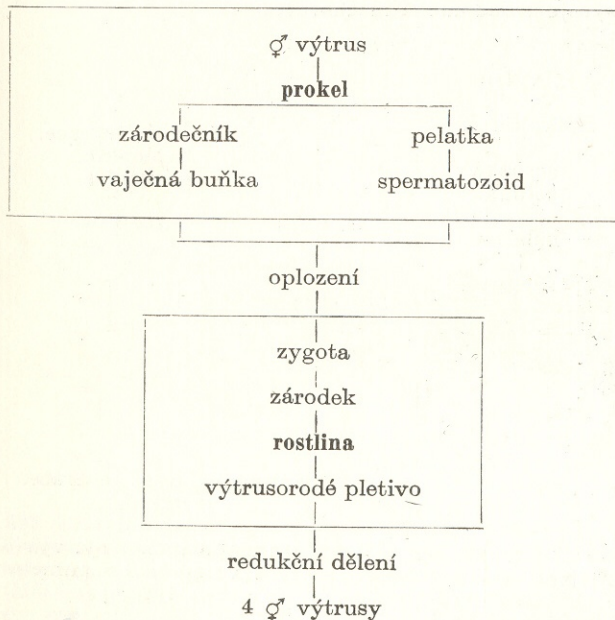 ⚥ výtrus
prokel
zárodečník pelatka
vaječná buňka spermatozoid
oplození
zygota
zárodek
rostlina
výtrusorodé pletivo
redukční dělení
4 ⚥ výtrusy